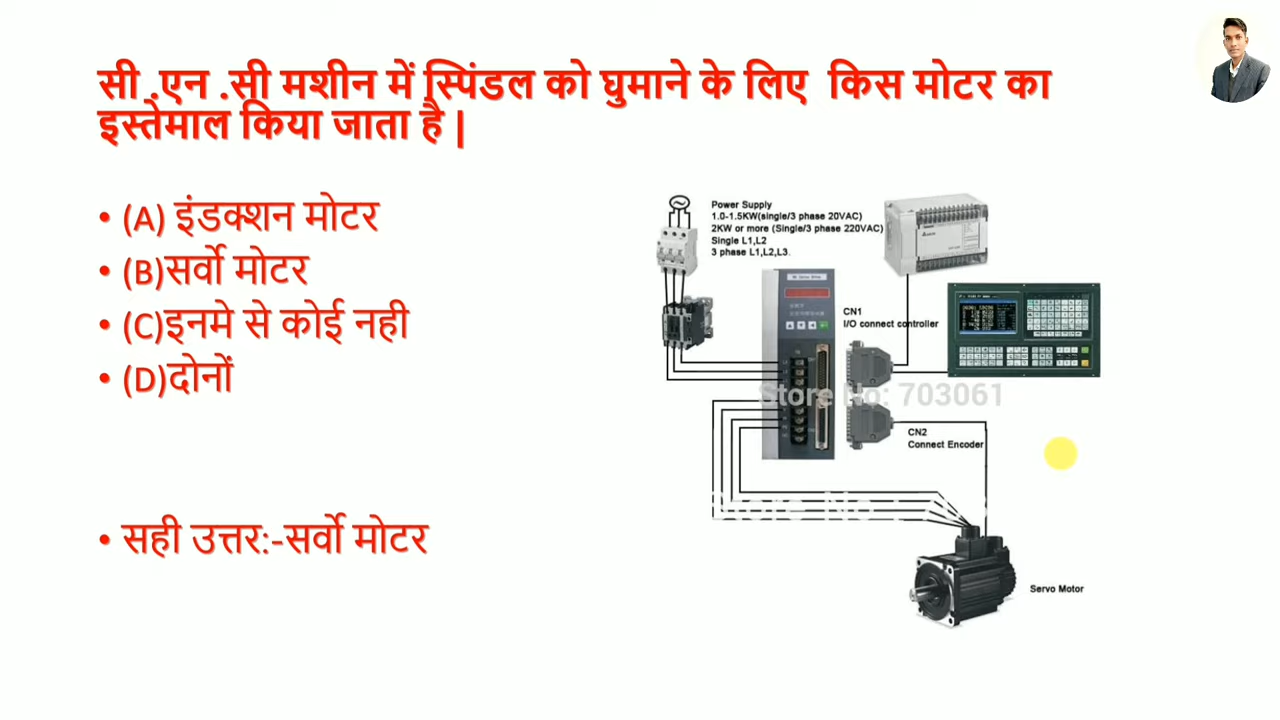 सी .एन .सी मशीन में स्पिंडल को घुमाने के लिए किस मोटर का
इस्तेमाल किया जाता है |
• (A) इंडक्शन मोटर
• (B)सर्वो मोटर
• (C)इनमे से कोई नही
• (D)दोनों
• सही उत्तर:-सर्वो मोटर
Power Supply
1.0-1.5KW(single/3 phase 20VAC)
2KW or more (Single/3 phase 220VAC)
Single L1,L2
3 phase L1,L2,L3.
CN1
I/O connect controller
Store No: 703061
CN2
Connect Encoder
Servo Motor